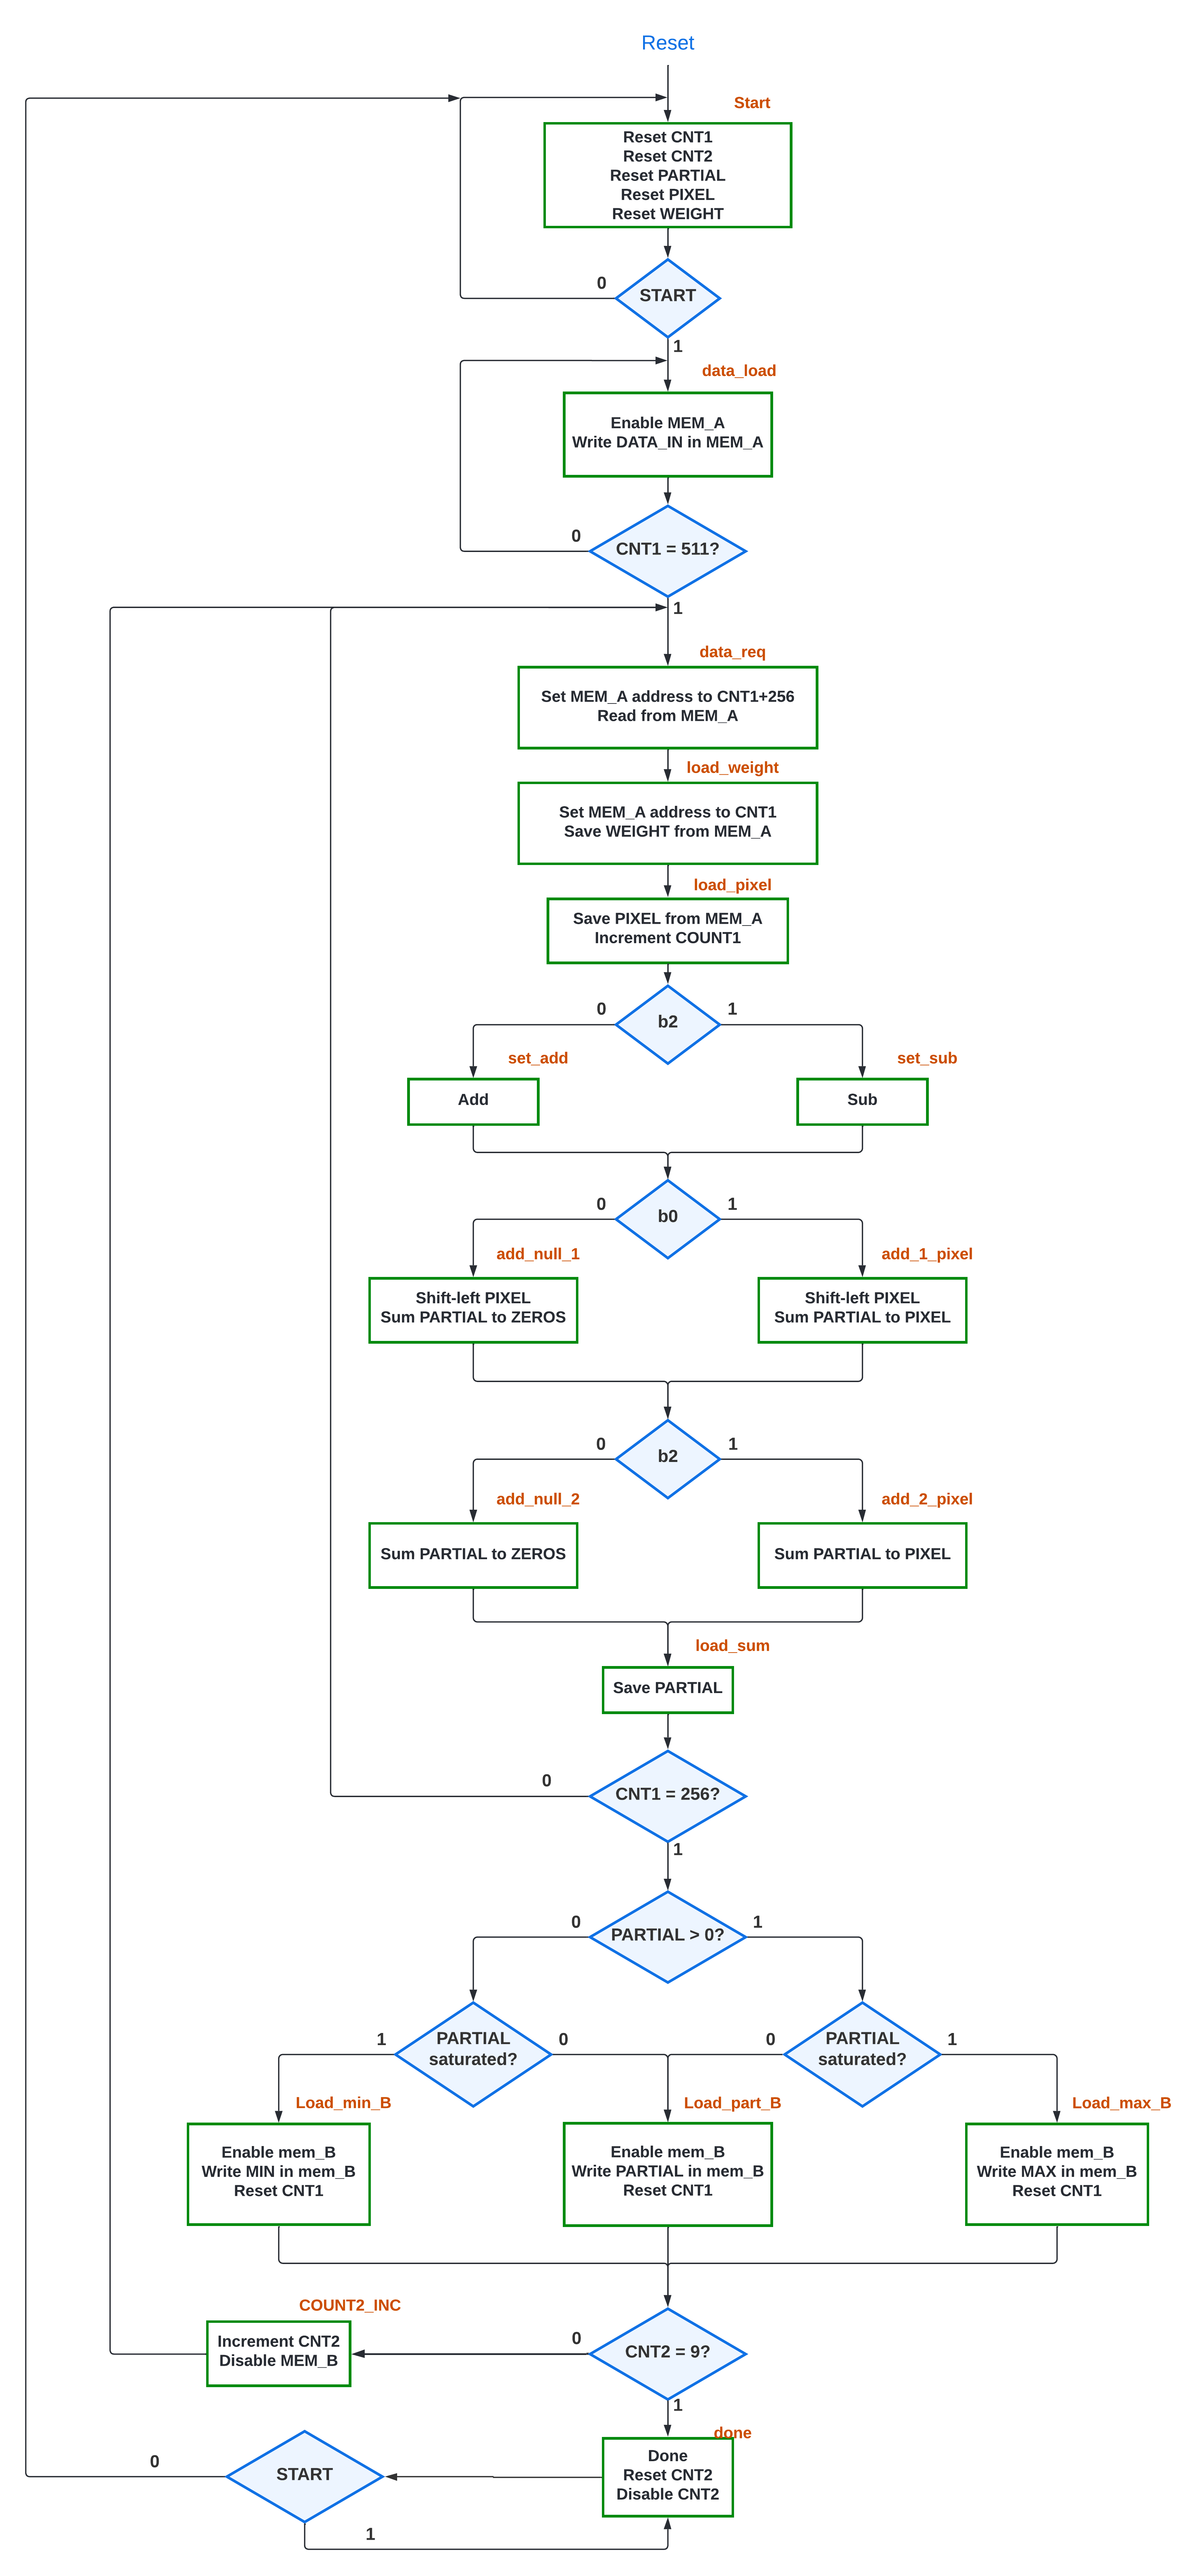 Reset
Start
Reset CNT1
Reset CNT2
Reset PARTIAL
Reset PIXEL
Reset WEIGHT
0
START
1
data_load
Enable MEM_A
Write DATA_IN in MEM_A
0
CNT1 = 511?
1
data_req
Set MEM_A address to CNT1+256
Read from MEM_A
load_weight
Set MEM_A address to CNT1
Save WEIGHT from MEM_A
load_pixel
Save PIXEL from MEM_A
Increment COUNT1
0
1
b2
set_add
set_sub
Add
Sub
0
1
b0
add_null_1
add_1_pixel
Shift-left PIXEL
Sum PARTIAL to ZEROS
Shift-left PIXEL
Sum PARTIAL to PIXEL
0
1
b2
add_null_2
add_2_pixel
Sum PARTIAL to ZEROS
Sum PARTIAL to PIXEL
load_sum
Save PARTIAL
0
CNT1 = 256?
1
0
1
PARTIAL > 0?
1
PARTIAL
saturated?
0
0
PARTIAL
saturated?
1
Load_min_B
Load_part_B
Load_max_B
Enable mem_B
Write MIN in mem_B
Reset CNT1
Enable mem_B
Write PARTIAL in mem_B
Reset CNT1
Enable mem_B
Write MAX in mem_B
Reset CNT1
COUNT2_INC
Increment CNT2
Disable MEM_B
0
CNT2 = 9?
1
done
Done
Reset CNT2
Disable CNT2
0
START
1